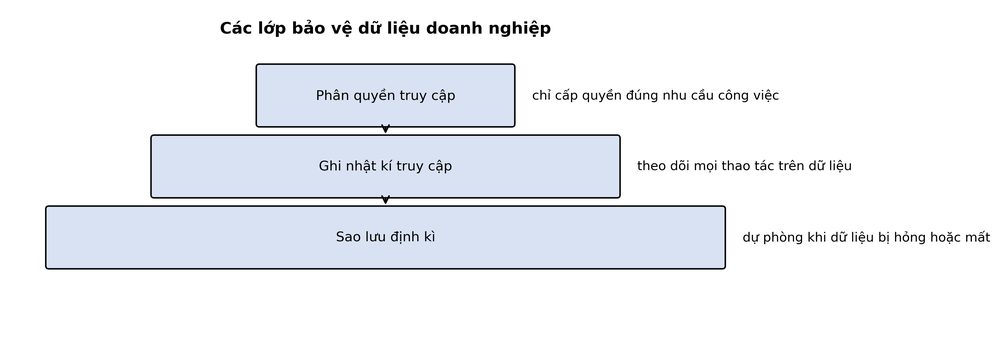 Các lớp bảo vệ dữ liệu doanh nghiệp
Phân quyền truy cập
chỉ cấp quyền đúng nhu cầu công việc
Ghi nhật kí truy cập
theo dõi mọi thao tác trên dữ liệu
Sao lưu định kì
dự phòng khi dữ liệu bị hỏng hoặc mất